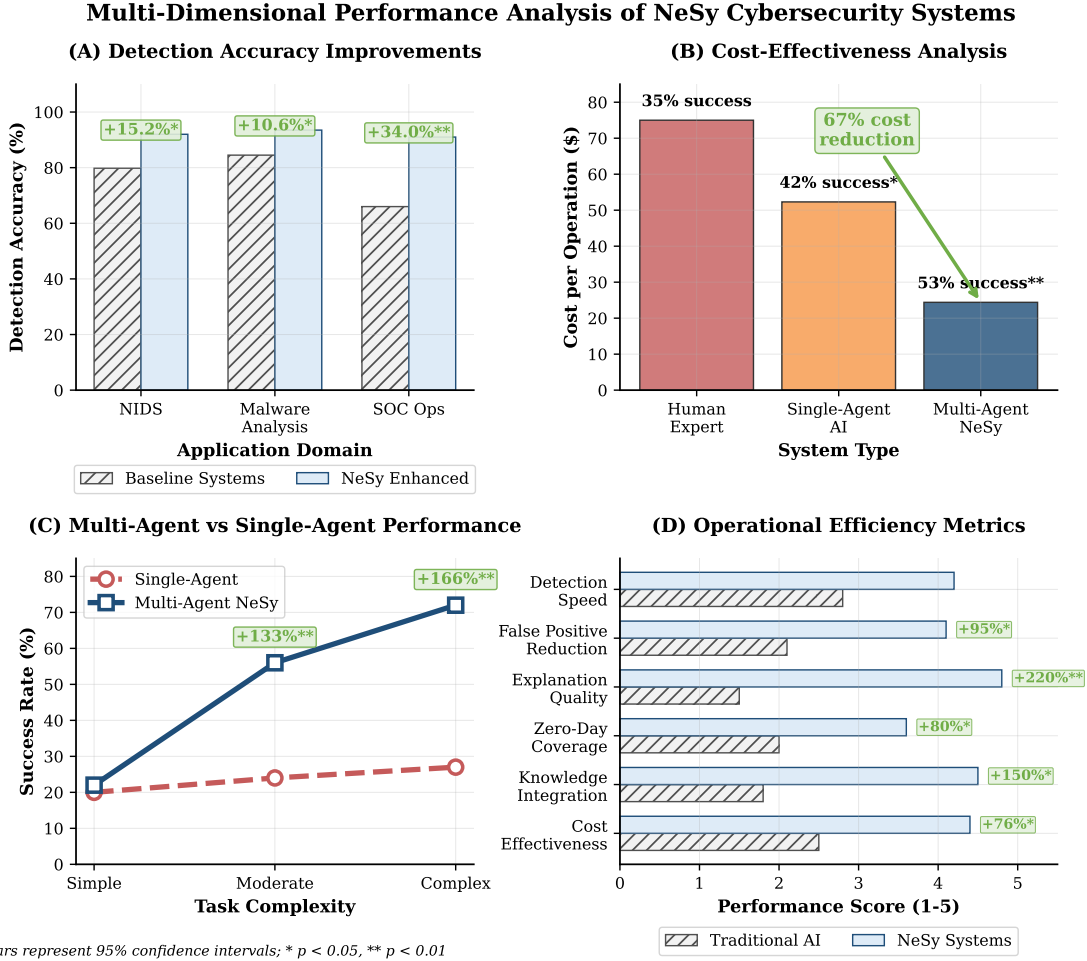 Multi-Dimensional Performance Analysis of NeSy Cybersecurity Systems
(A) Detection Accuracy Improvements
Detection Accuracy (%)
100
80
60
40
20
0
+15.2%*
+10.6%*
+34.0%**
NIDS
Malware
Analysis
SOC Ops
Application Domain
Baseline Systems
NeSy Enhanced
(B) Cost-Effectiveness Analysis
Cost per Operation ($)
80
70
60
50
40
30
20
10
0
35% success
67% cost
reduction
42% success*
53% success**
Human
Expert
Single-Agent
AI
Multi-Agent
NeSy
System Type
(C) Multi-Agent vs Single-Agent Performance
Success Rate (%)
80
70
60
50
40
30
20
10
0
Single-Agent
Multi-Agent NeSy
+133%**
+166%**
Simple
Moderate
Complex
Task Complexity
(D) Operational Efficiency Metrics
Detection
Speed
False Positive
Reduction
+95%*
Explanation
Quality
+220%**
Zero-Day
Coverage
+80%*
Knowledge
Integration
+150%*
Cost
Effectiveness
+76%*
0
1
2
3
4
5
Performance Score (1-5)
Traditional AI
NeSy Systems
ars represent 95% confidence intervals; * p < 0.05, ** p < 0.01